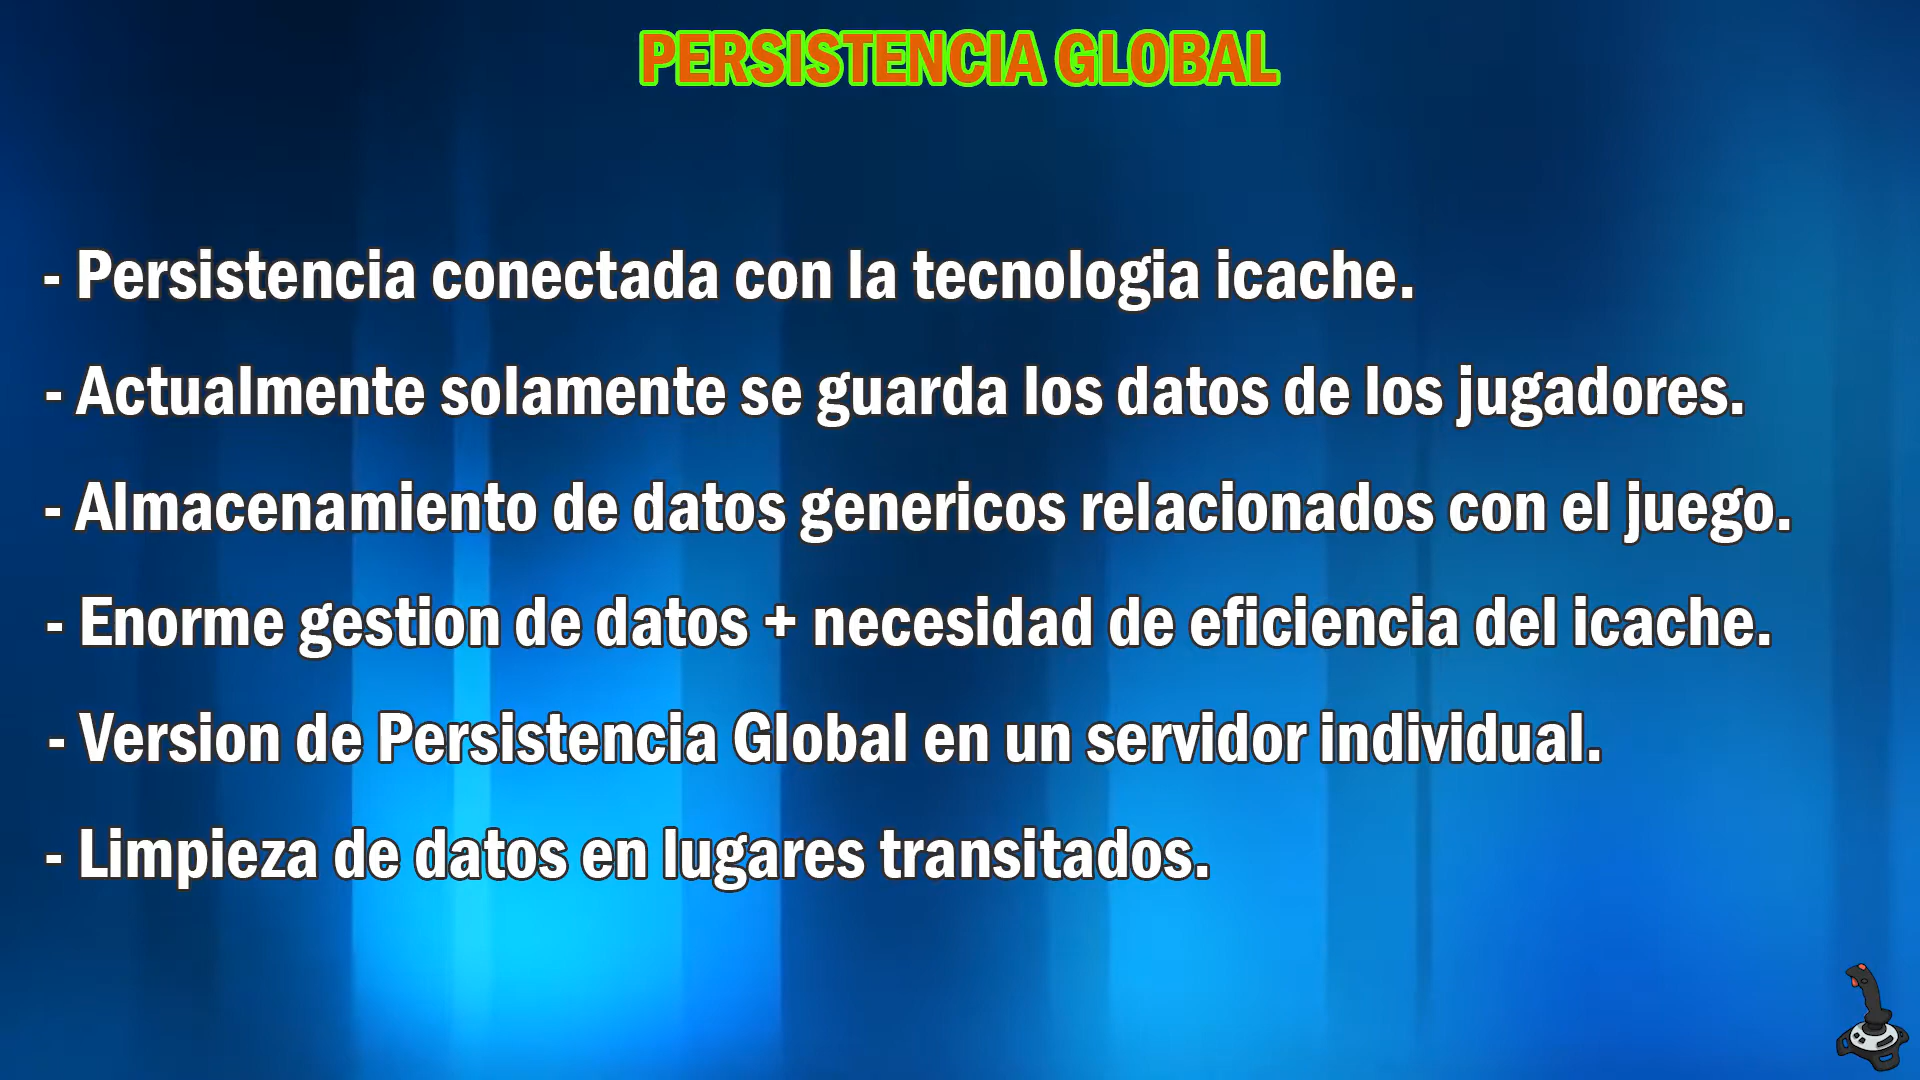 PERSISTENCIA GLOBAL
- Persistencia conectada con la tecnologia icache.
- Actualmente solamente se guarda los datos de los jugadores.
- Almacenamiento de datos genericos relacionados con el juego.
- Enorme gestion de datos + necesidad de eficiencia del icache.
- Version de Persistencia Global en un servidor individual.
- Limpieza de datos en lugares transitados.